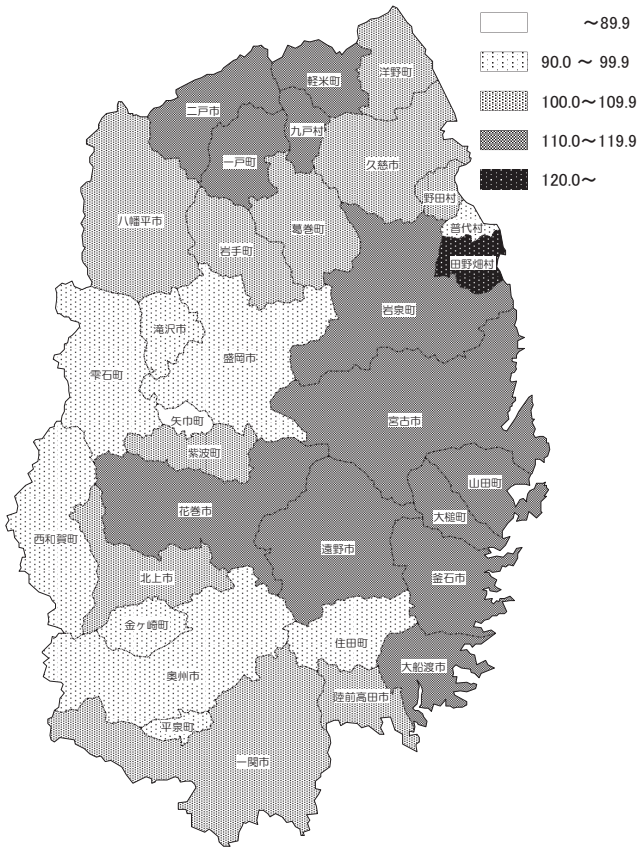 ～89.9
90.0 ～ 99.9
100.0～109.9
110.0～119.9
120.0～
洋野町
軽米町
二戸市
九戸村
一戸町
久慈市
野田村
八幡平市
葛巻町
普代村
岩手町
田野畑村
岩泉町
滝沢市
盛岡市
雫石町
矢巾町
宮古市
紫波町
山田町
花巻市
大槌町
西和賀町
遠野市
北上市
釜石市
金ヶ崎町
住田町
大船渡市
奥州市
陸前高田市
平泉町
一関市